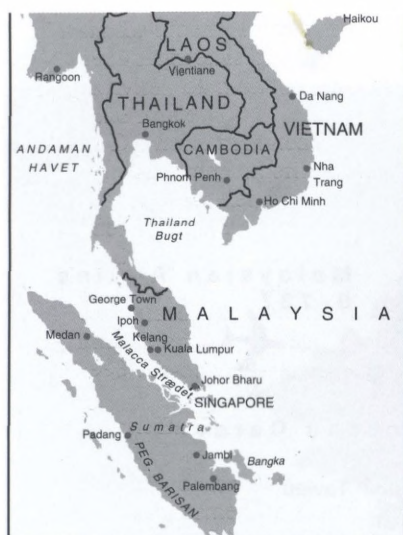 Haikou
LAOS
Vientiane
Rangoon
THAILAND
Da Nang
Bangkok
VIETNAM
ANDAMAN
HAVET
CAMBODIA
Phnom Penh
Nha
Trang
Ho Chi Minh
Thailand
Bugt
George Town
MALAYSIA
Ipoh
Medan
Kelang
Kuala Lumpur
Malacca Strædet
Johor Bharu
SINGAPORE
Sumatra
Padang
PEG. BARISAN
Jambi
Bangka
Palembang